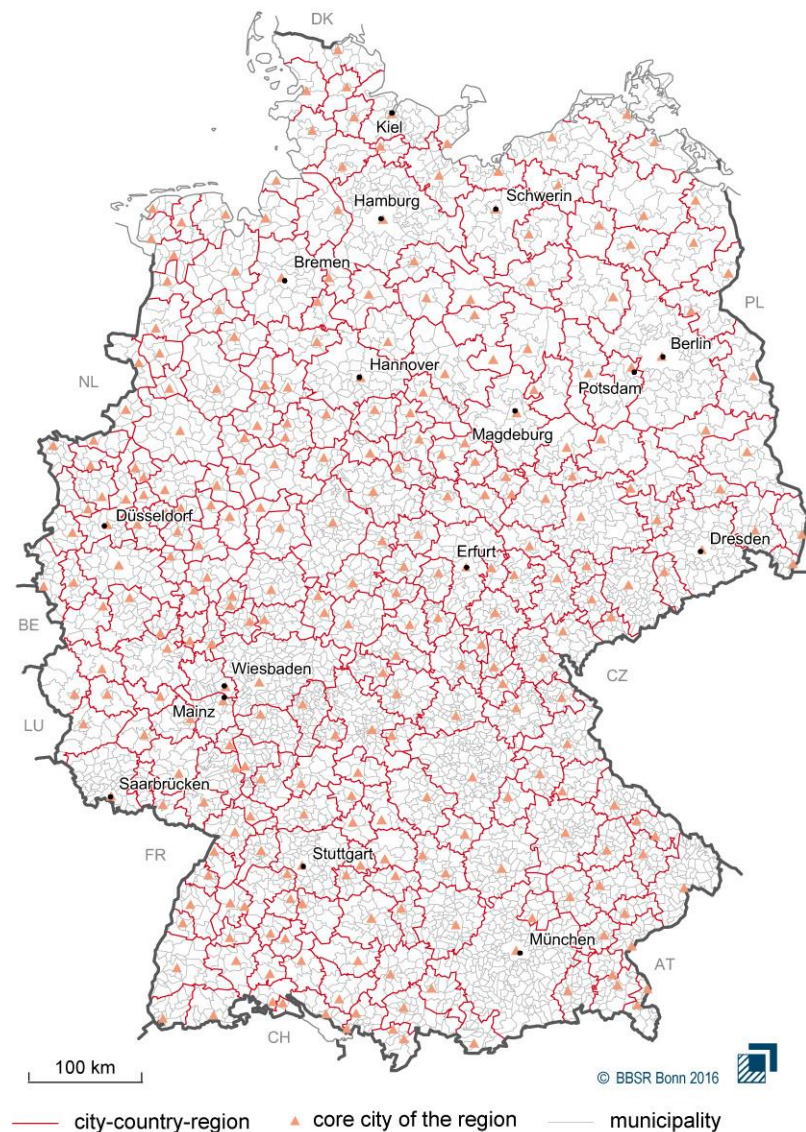 DK
Kiel
Hamburg
Schwerin
Bremen
PL
Berlin
NL
Hannover
Potsdam
Magdeburg
Düsseldorf
Erfurt
Dresden
BE
Wiesbaden
CZ
Mainz
LU
Saarbrücken
FR
Stuttgart
München
AT
CH
100 km
© BBSR Bonn 2016
city-country-region core city of the region municipality